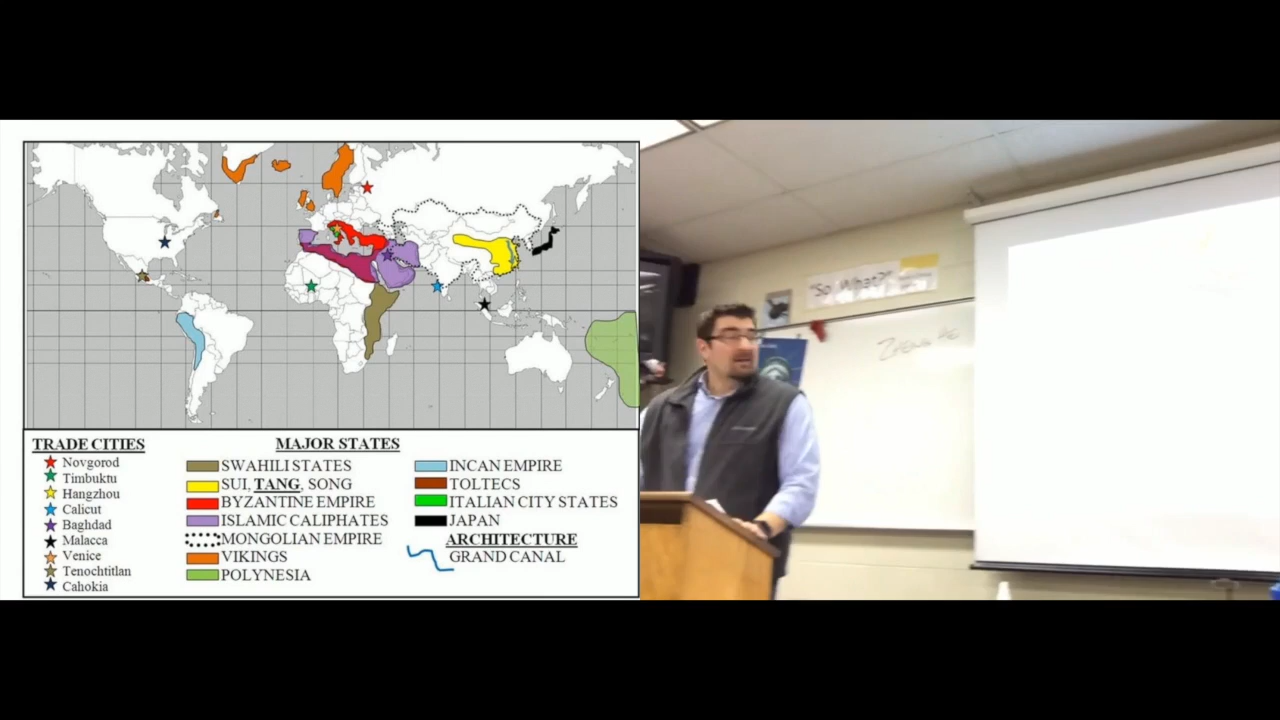 TRADE CITIES
Novgorod
Timbuktu
Hangzhou
Calicut
Baghdad
Malacca
Venice
Tenochtitlan
Cahokia
MAJOR STATES
SWAHILI STATES
SUI, TANG, SONG
BYZANTINE EMPIRE
ISLAMIC CALIPHATES
MONGOLIAN EMPIRE
VIKINGS
POLYNESIA
INCAN EMPIRE
TOLTECS
ITALIAN CITY STATES
JAPAN
ARCHITECTURE
GRAND CANAL
"So What?"
ZHENG HE